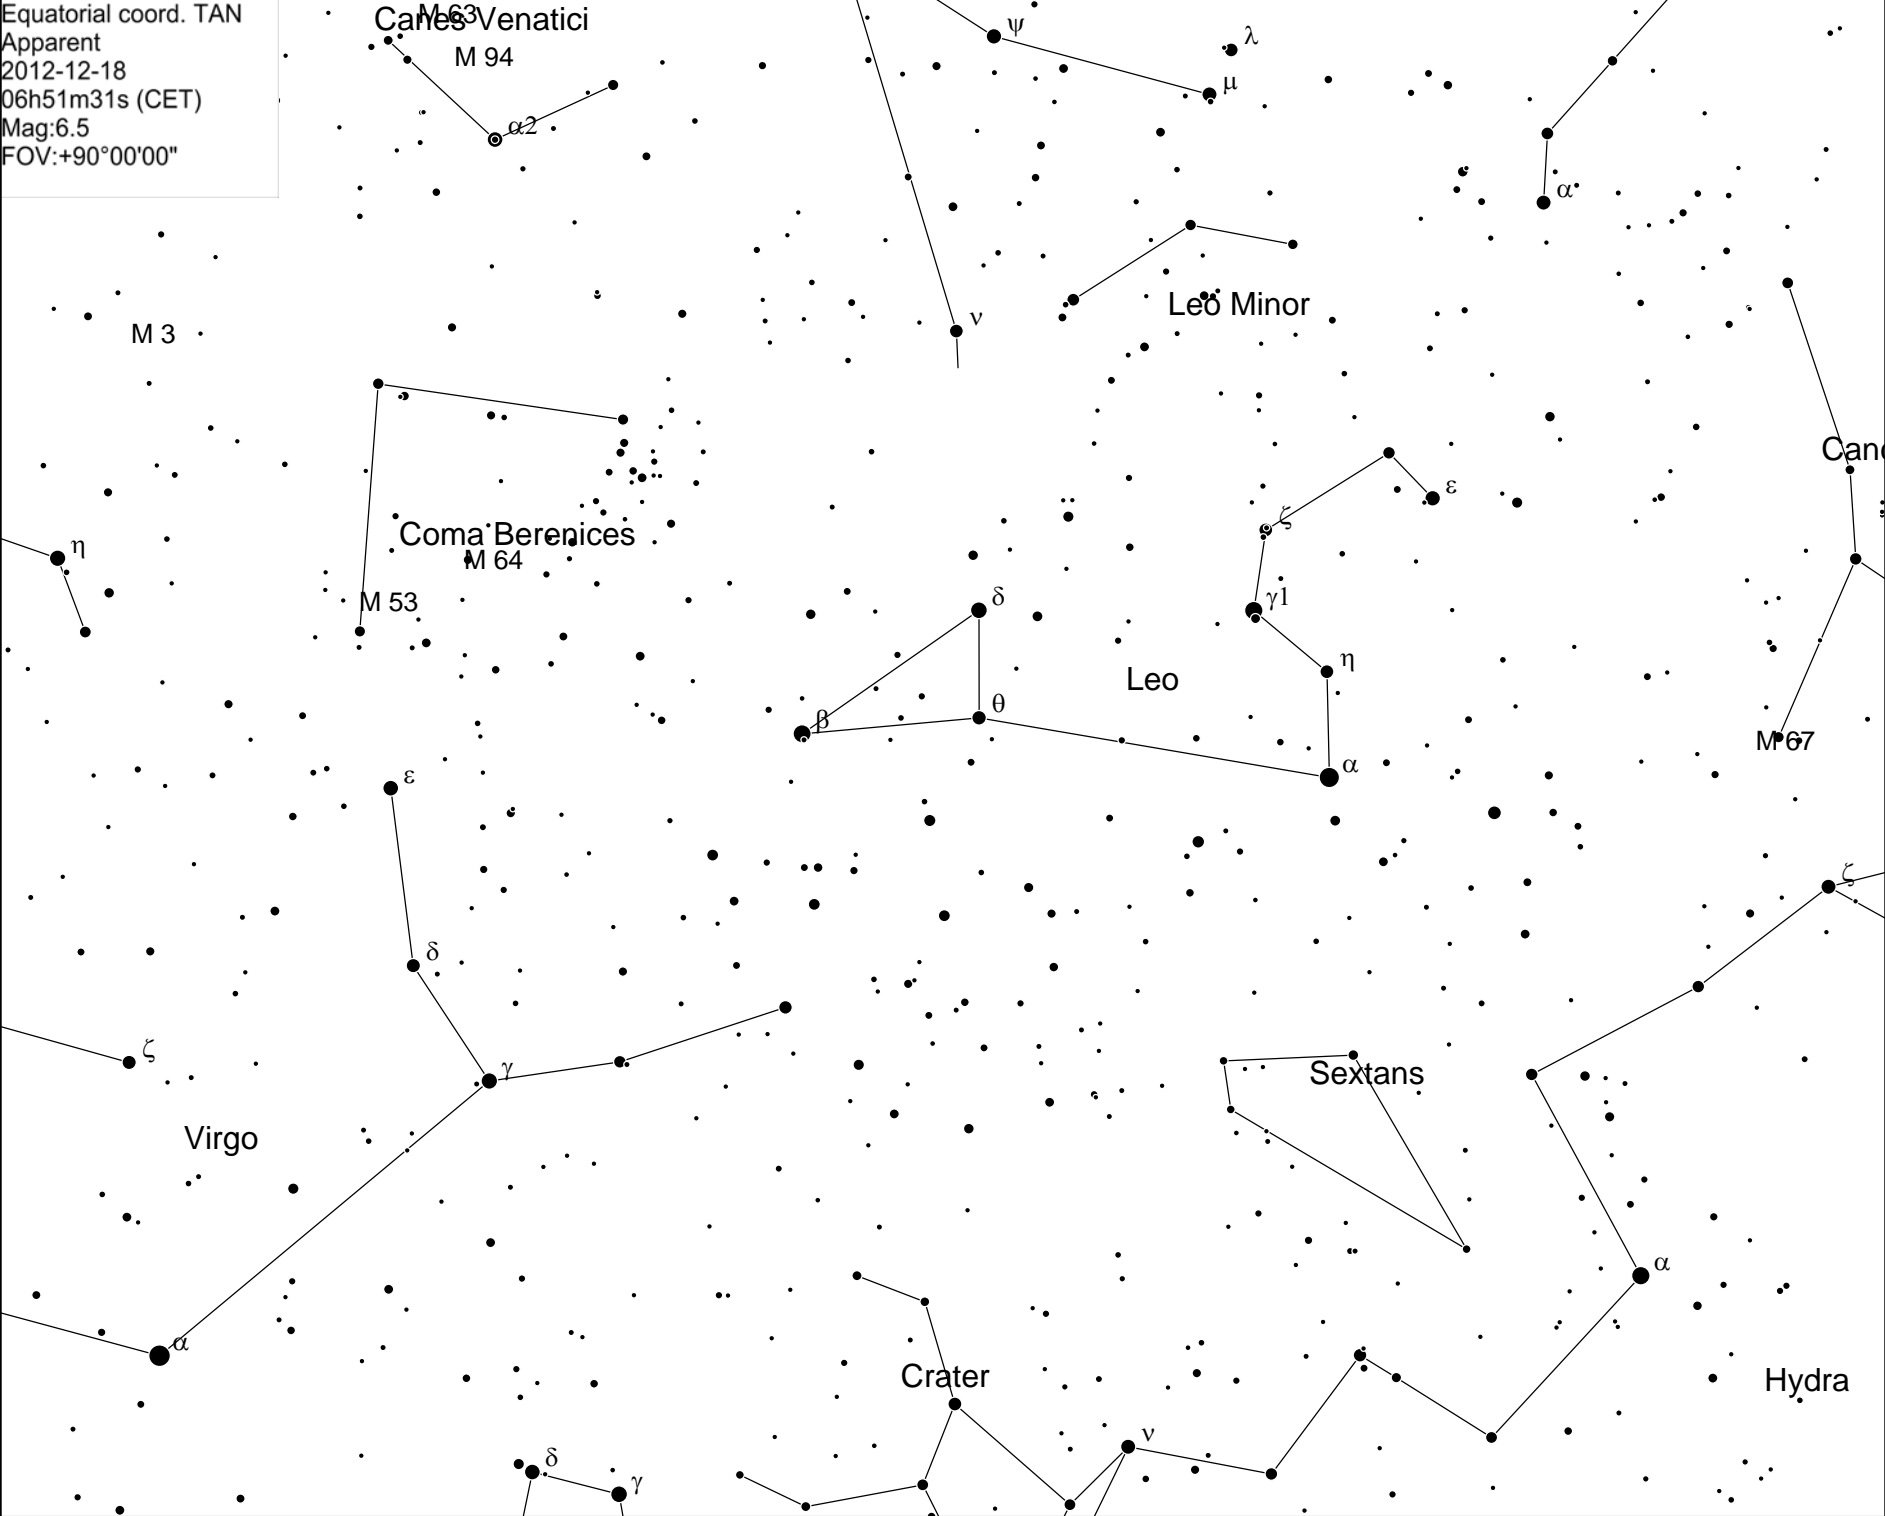 Equatorial coord. TAN
Apparent
2012-12-18
06h51m31s (CET)
Mag:6.5
FOV:+90°00'00"
M 63
Canes Venatici
M 94
α2
ψ
λ
μ
α
ν
Leo Minor
M 3
Canc
ε
ζ
Coma Berenices
M 64
η
M 53
γ1
δ
η
Leo
θ
β
M 67
α
ε
ζ
δ
ζ
γ
Sextans
Virgo
α
α
Crater
Hydra
ν
δ
γ